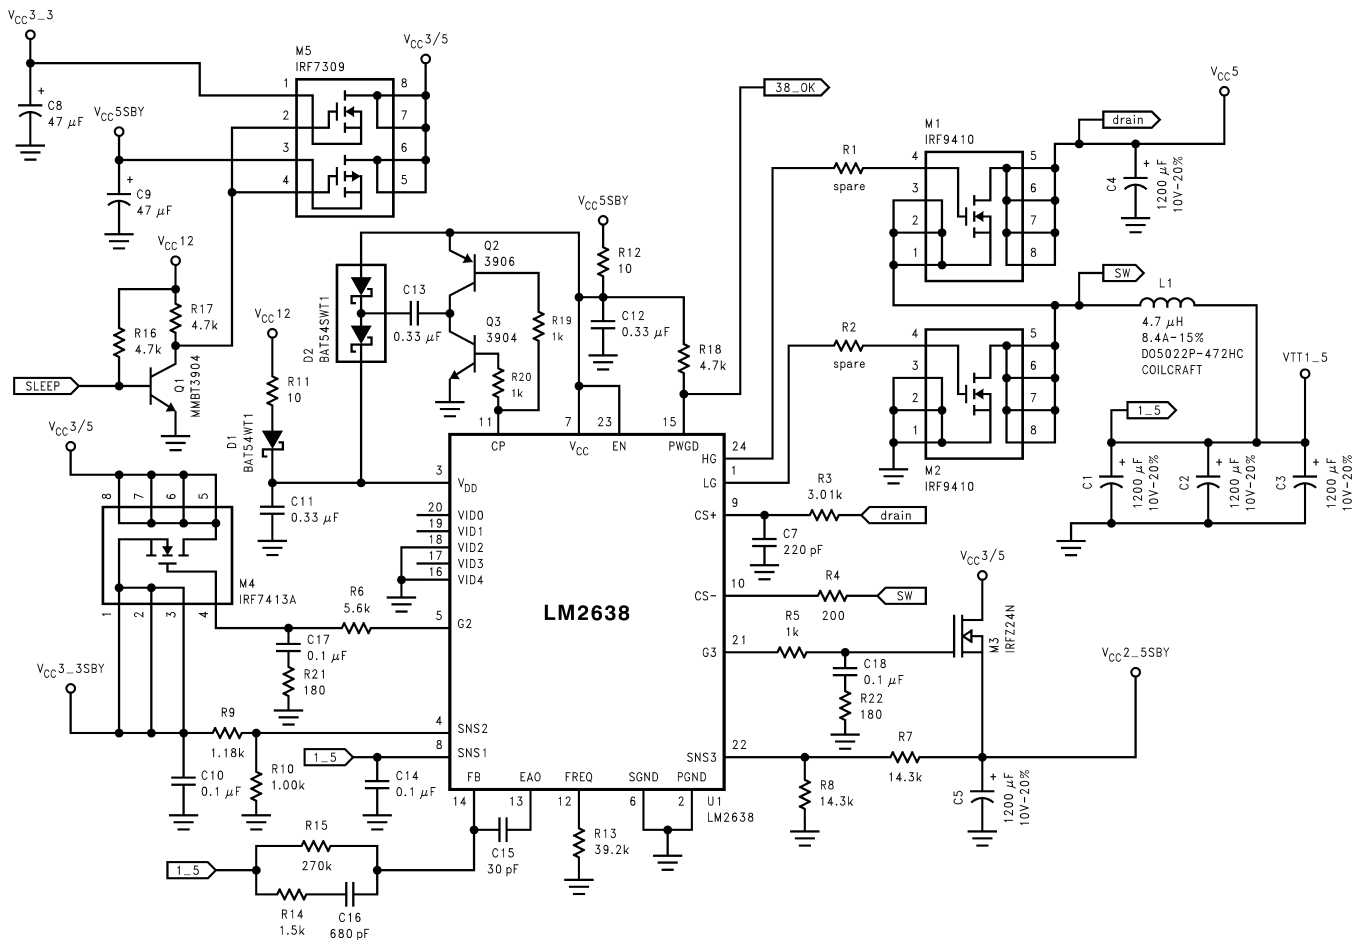 VCC3_3
C8
47 µF
+
VCC5SBY
C9
47 µF
+
M5
IRF7309
1
2
3
4
8
7
6
5
VCC3/5
VCC12
R17
4.7k
R16
4.7k
SLEEP
Q1
MMBT3904
VCC12
R11
10
D1
BAT54WT1
C11
0.33 µF
D2
BAT54SWT1
C13
0.33 µF
Q2
3906
Q3
3904
R19
1k
R20
1k
VCC5SBY
R12
10
C12
0.33 µF
R18
4.7k
38_OK
R1
spare
R2
spare
M1
IRF9410
4
3
2
1
5
6
7
8
drain
VCC5
C4
+
1200 µF
10V-20%
SW
L1
4.7 µH
8.4A-15%
DO5022P-472HC
COILCRAFT
4
3
2
1
5
6
7
8
M2
IRF9410
VTT1_5
1_5
C1
+
1200 µF
10V-20%
C2
+
1200 µF
10V-20%
C3
+
1200 µF
10V-20%
VCC3/5
8
7
6
5
M4
IRF7413A
1
2
3
4
R6
5.6k
C17
0.1 µF
R21
180
VCC3_3SBY
R9
1.18k
C10
0.1 µF
R10
1.00k
1_5
C14
0.1 µF
11
7
23
15
CP
VCC
EN
PWGD
3
VDD
20
VID0
19
VID1
18
VID2
17
VID3
16
VID4
5
G2
4
SNS2
8
SNS1
LM2638
24
HG
1
LG
9
CS+
10
CS-
21
G3
22
SNS3
FB
EAO
FREQ
SGND
PGND
14
13
12
6
2
U1
LM2638
R3
3.01k
drain
C7
220 pF
R4
200
SW
R5
1k
C18
0.1 µF
R22
180
VCC3/5
M3
IRFZ24N
VCC2_5SBY
R7
14.3k
R8
14.3k
C5
+
1200 µF
10V-20%
C15
30 pF
R13
39.2k
1_5
R15
270k
R14
1.5k
C16
680 pF